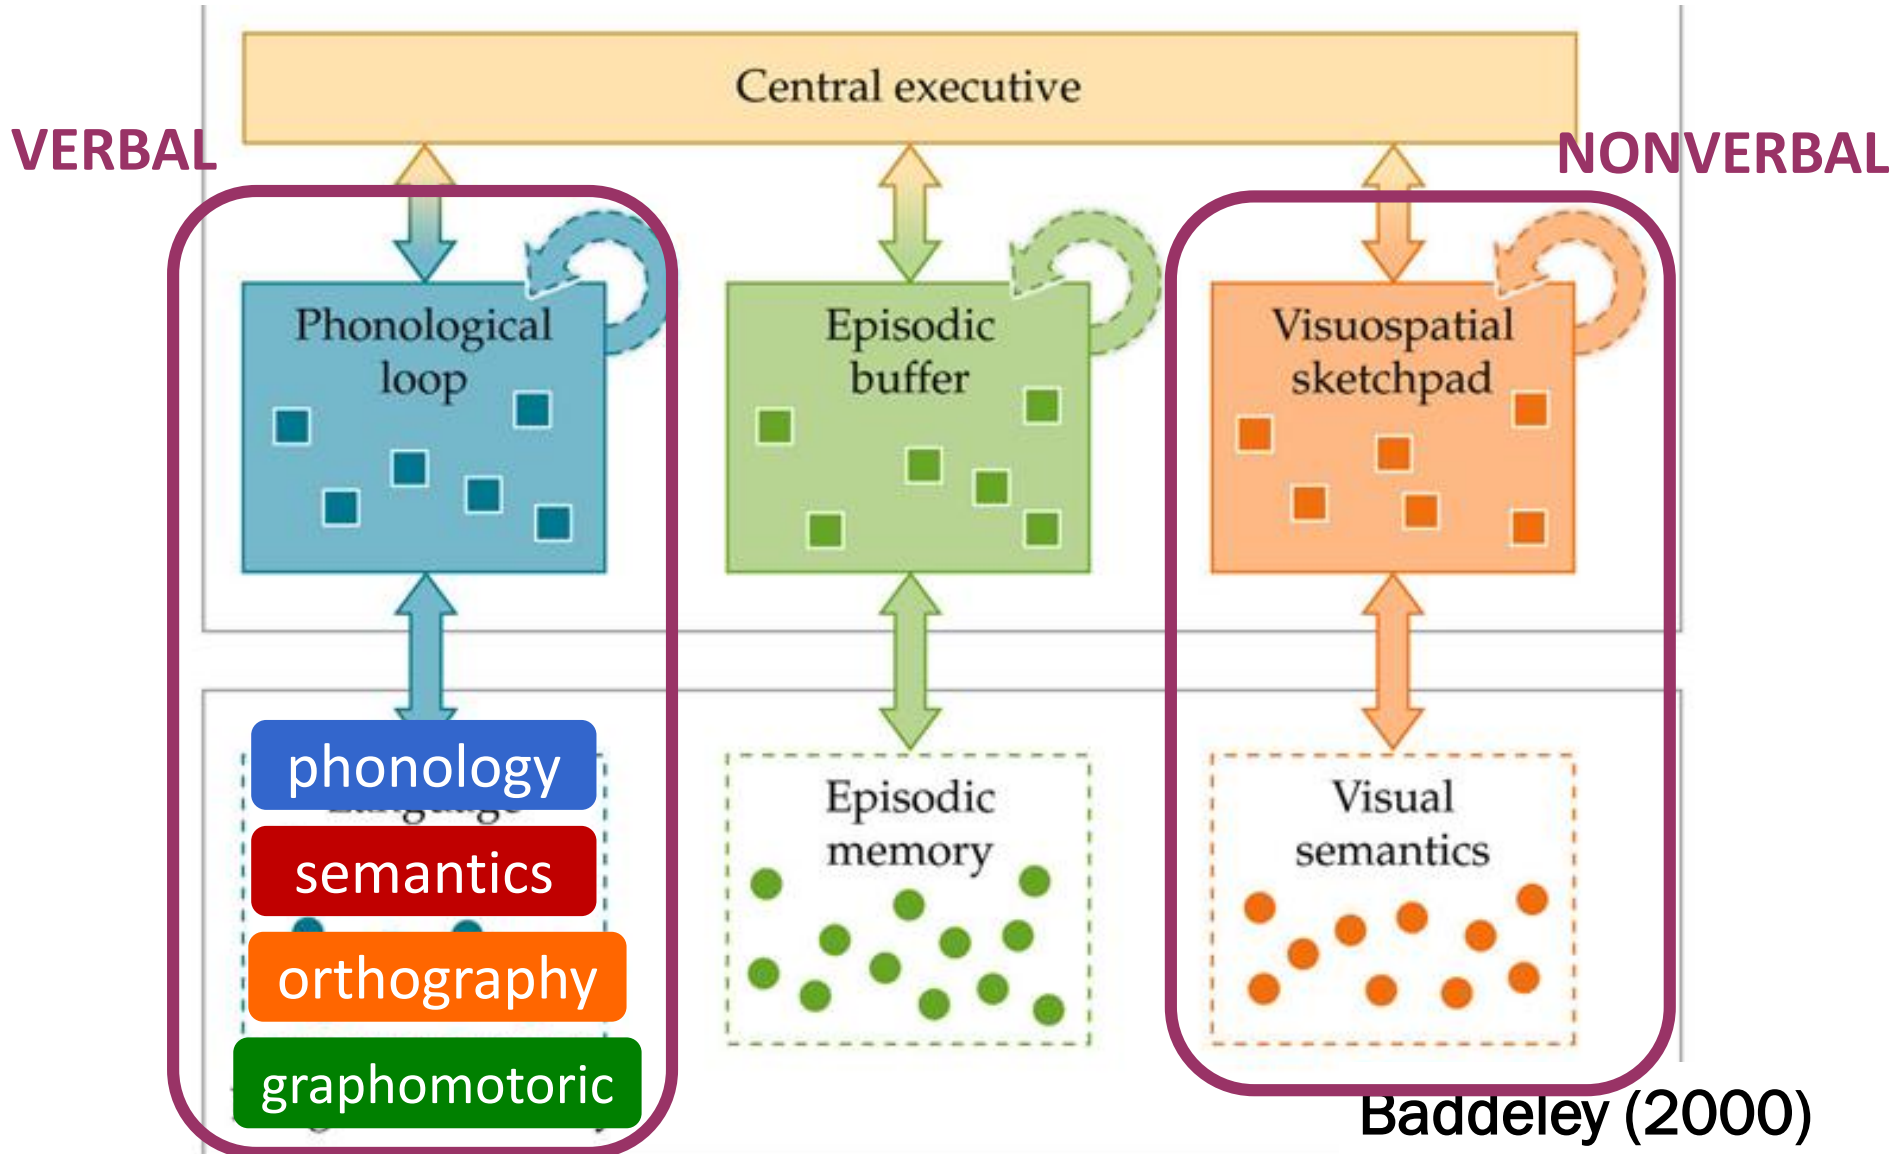 Central executive
VERBAL
NONVERBAL
Phonological
loop
Episodic
buffer
Visuospatial
sketchpad
phonology
Language
semantics
orthography
graphomotoric
Episodic
memory
Visual
semantics
Baddeley (2000)